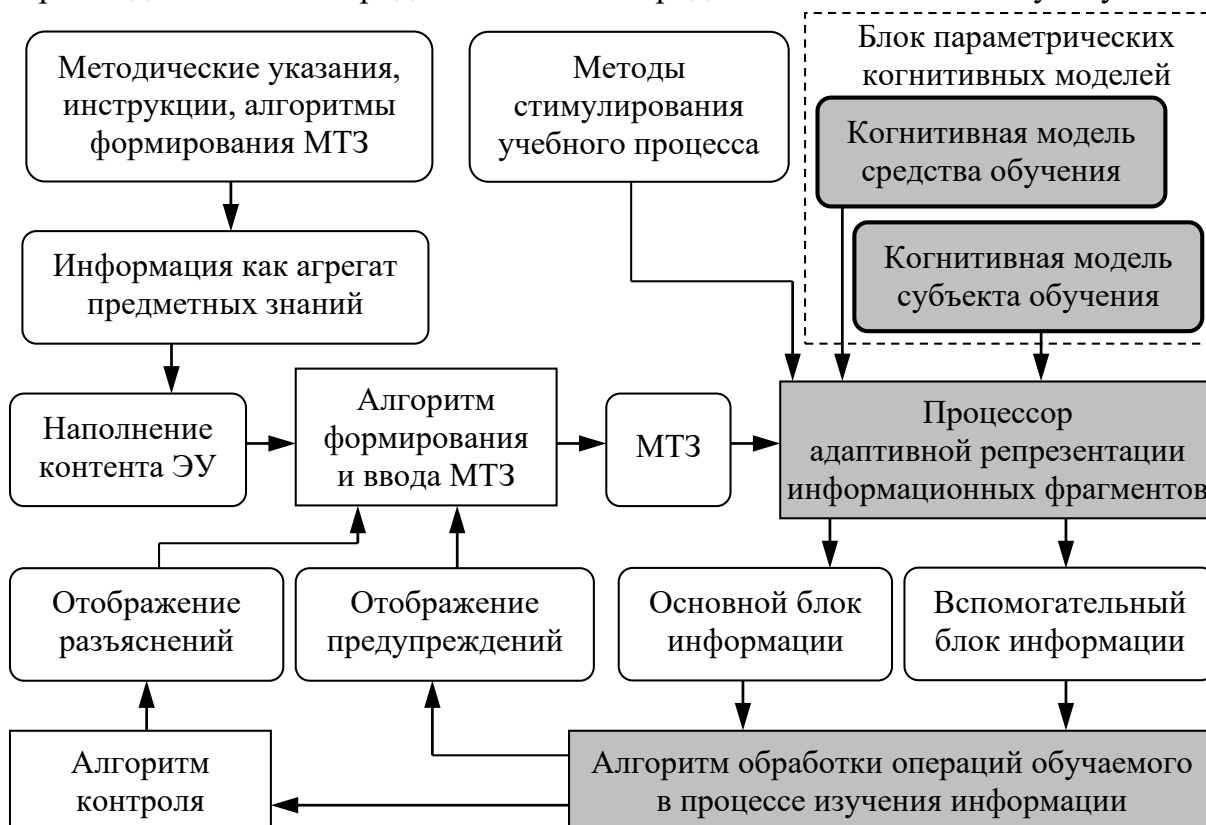 Методические указания,
инструкции, алгоритмы
формирования МТЗ
Методы
стимулирования
учебного процесса
Блок параметрических
когнитивных моделей
Когнитивная модель
средства обучения
Когнитивная модель
субъекта обучения
Информация как агрегат
предметных знаний
Наполнение
контента ЭУ
Алгоритм
формирования
и ввода МТЗ
МТЗ
Процессор
адаптивной репрезентации
информационных фрагментов
Отображение
разъяснений
Отображение
предупреждений
Основной блок
информации
Вспомогательный
блок информации
Алгоритм
контроля
Алгоритм обработки операций обучаемого
в процессе изучения информации